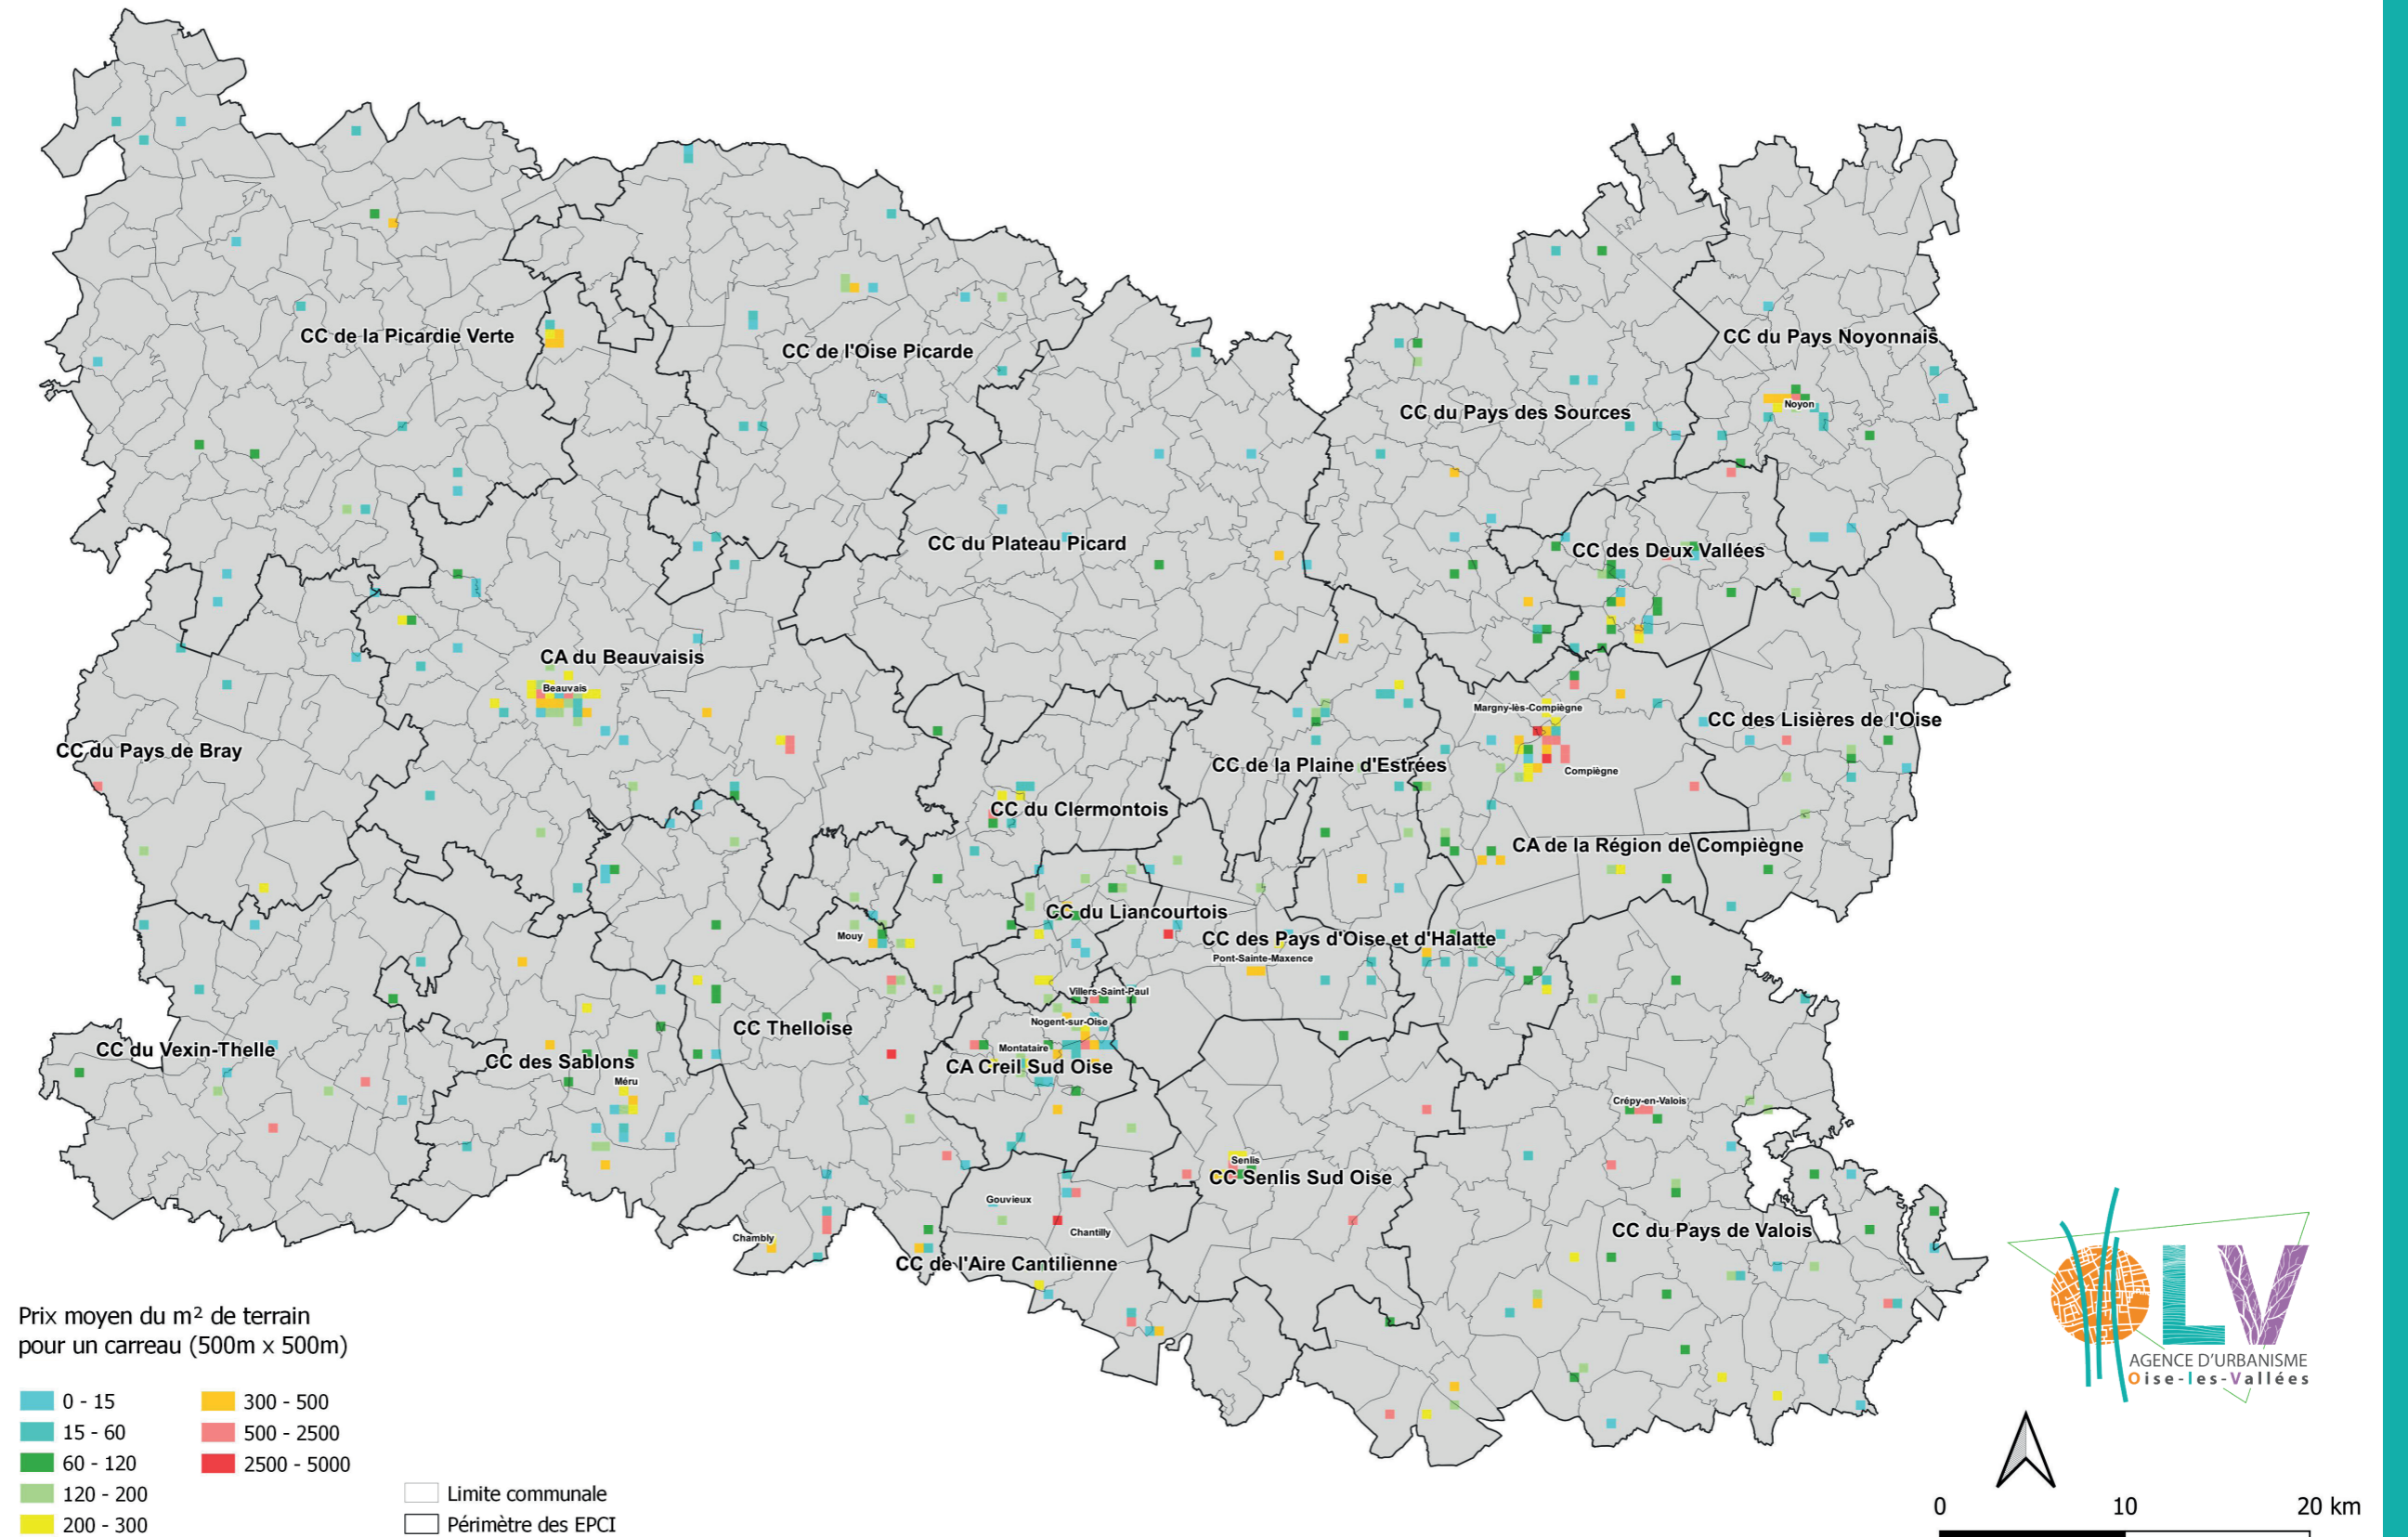 CC de la Picardie Verte
CC de l'Oise Picarde
CC du Pays Noyonnais
CC du Pays des Sources
Noyon
CC du Plateau Picard
CC des Deux Vallées
CA du Beauvaisis
Beauvais
Margny-lès-Compiègne
CC des Lisières de l'Oise
CC du Pays de Bray
CC de la Plaine d'Estrées
Compiègne
CC du Clermontois
CA de la Région de Compiègne
CC du Liancourtois
Mouy
CC des Pays d'Oise et d'Halatte
Pont-Sainte-Maxence
Villers-Saint-Paul
Nogent-sur-Oise
CC Thelloise
CC du Vexin-Thelle
Montataire
CC des Sablons
CA Creil Sud Oise
Méru
Crépy-en-Valois
Senlis
CC Senlis Sud Oise
Gouvieux
Chantilly
CC du Pays de Valois
Chambly
CC de l'Aire Cantilienne
Prix moyen du m² de terrain
pour un carreau (500m x 500m)
0 - 15
15 - 60
60 - 120
120 - 200
200 - 300
300 - 500
500 - 2500
2500 - 5000
Limite communale
Périmètre des EPCI
OLV
AGENCE D'URBANISME
Oise-les-Vallées
0 10 20 km